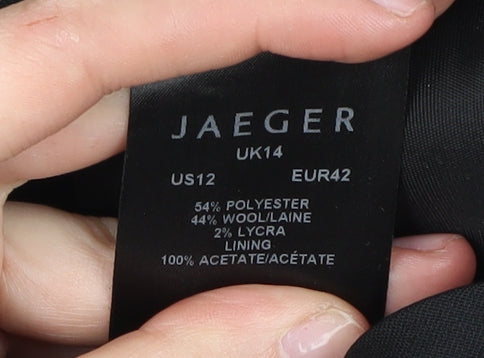 JAEGER
UK14
US12 EUR42
54% POLYESTER
44% WOOL/LAINE
2% LYCRA
LINING
100% ACETATE/ACÉTATE